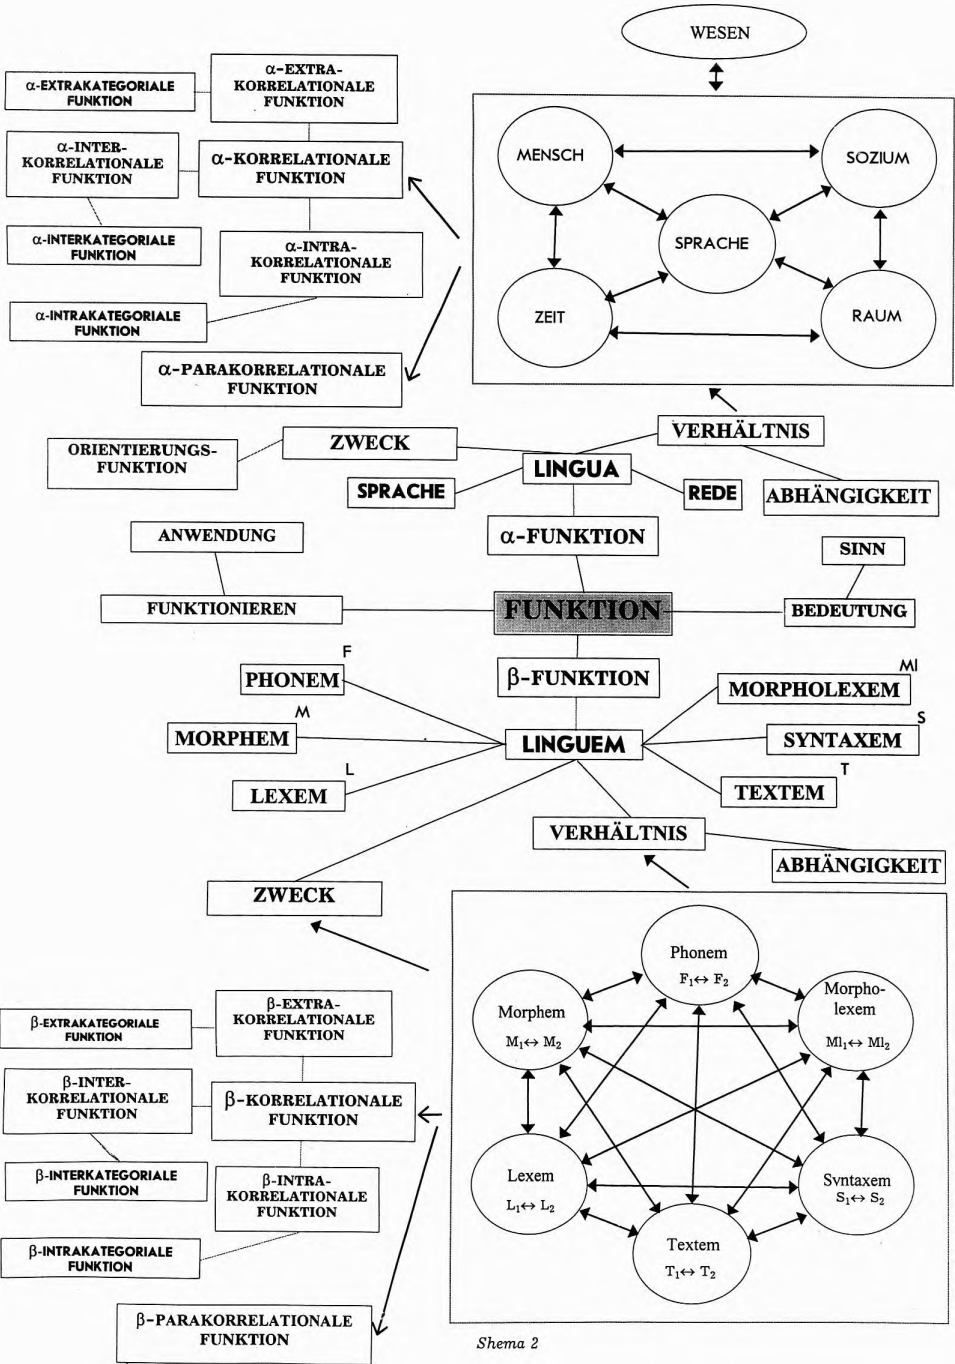 WESEN
α-EXTRA-
KORRELATIONALE
FUNKTION
α-EXTRAKATEGORIALE
FUNKTION
α-INTER-
KORRELATIONALE
FUNKTION
α-KORRELATIONALE
FUNKTION
MENSCH
SOZIUM
SPRACHE
α-INTERKATEGORIALE
FUNKTION
α-INTRA-
KORRELATIONALE
FUNKTION
ZEIT
RAUM
α-INTRAKATEGORIALE
FUNKTION
α-PARAKORRELATIONALE
FUNKTION
VERHÄLTNIS
ORIENTIERUNGS-
FUNKTION
ZWECK
LINGUA
SPRACHE
REDE
ABHÄNGIGKEIT
ANWENDUNG
α-FUNKTION
SINN
FUNKTIONIEREN
FUNKTION
BEDEUTUNG
F
PHONEM
β-FUNKTION
Ml
MORPHOLEXEM
M
MORPHEM
LINGUEM
S
SYNTAXEM
L
LEXEM
T
TEXTEM
VERHÄLTNIS
ABHÄNGIGKEIT
ZWECK
Phonem
F₁↔ F₂
Morphem
M₁↔ M₂
Morpho-
lexem
Ml₁↔ Ml₂
β-EXTRA-
KORRELATIONALE
FUNKTION
β-EXTRAKATEGORIALE
FUNKTION
β-INTER-
KORRELATIONALE
FUNKTION
β-KORRELATIONALE
FUNKTION
β-INTERKATEGORIALE
FUNKTION
β-INTRA-
KORRELATIONALE
FUNKTION
Lexem
L₁↔ L₂
Svntaxem
S₁↔ S₂
Textem
T₁↔ T₂
β-INTRAKATEGORIALE
FUNKTION
β-PARAKORRELATIONALE
FUNKTION
Shema 2